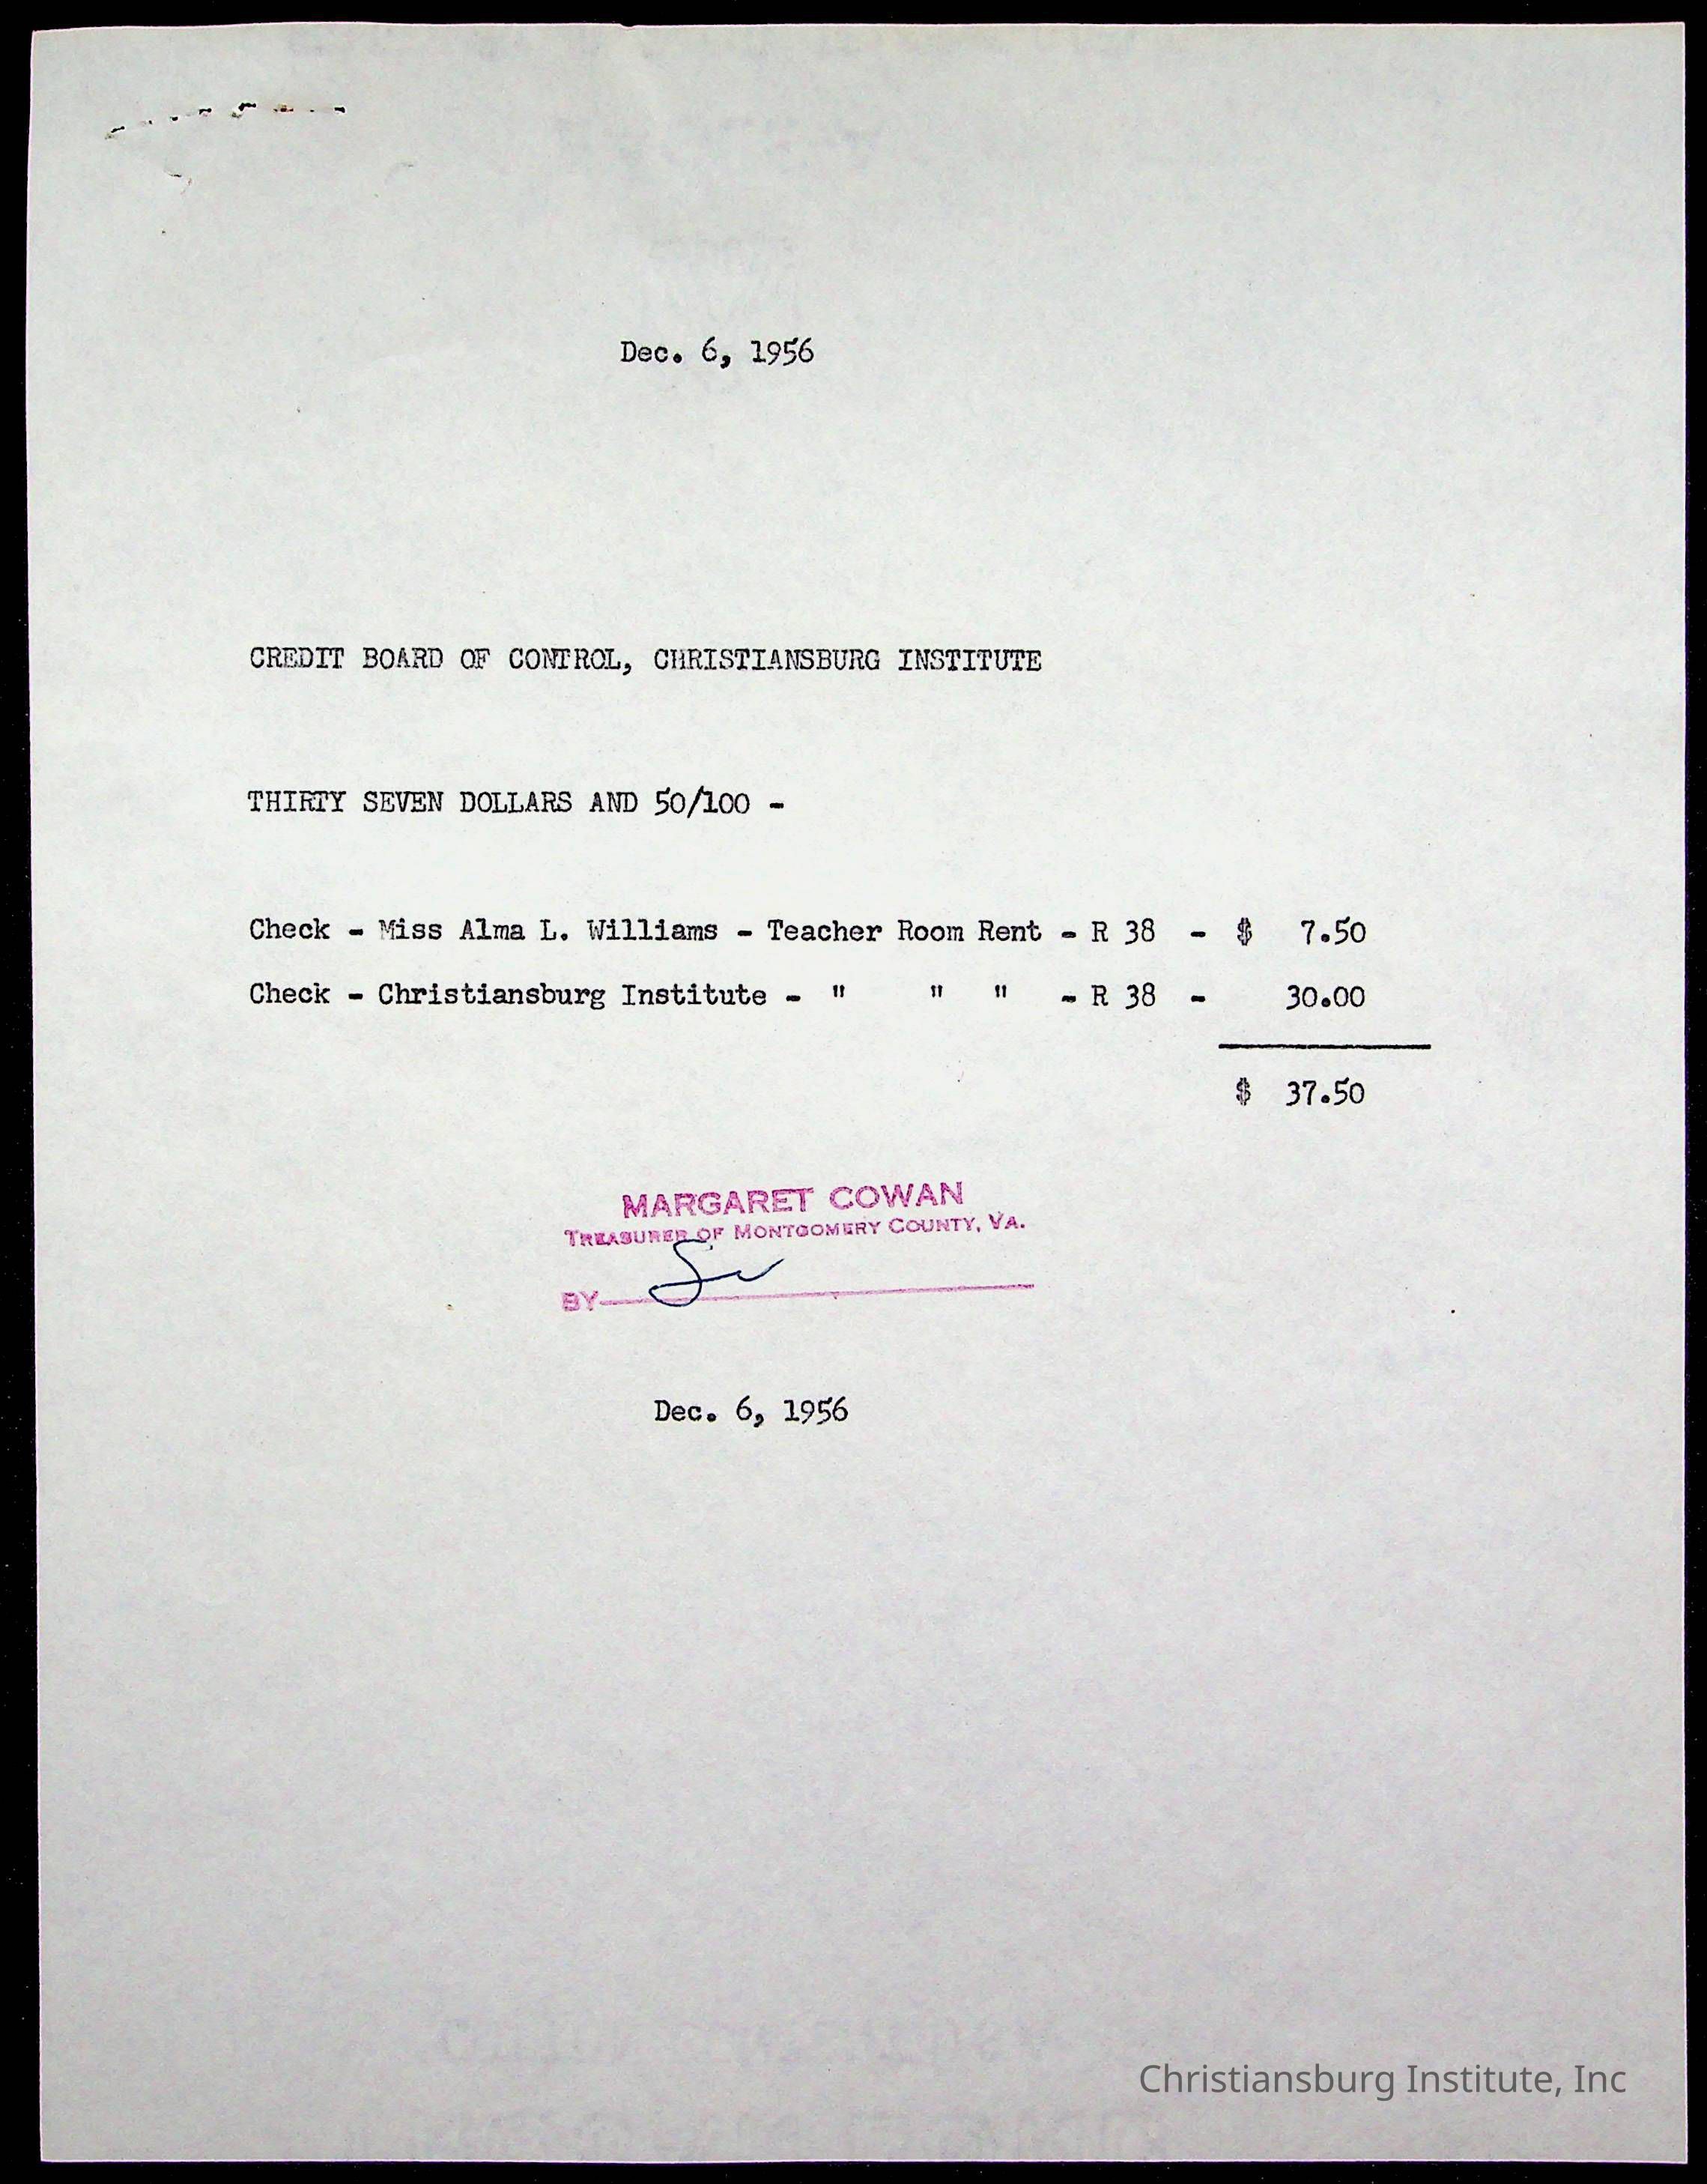 Dec. 6, 1956
CREDIT BOARD OF CONTROL, CHRISTIANSBURG INSTITUTE
THIRTY SEVEN DOLLARS AND 50/100 -
Check - Miss Alma L. Williams - Teacher Room Rent - R 38 - $ 7.50
Check - Christiansburg Institute - " " " - R 38 - 30.00
$ 37.50
MARGARET COWAN
TREASURER OF MONTGOMERY COUNTY, VA.
BY
Dec. 6, 1956
Christiansburg Institute, Inc